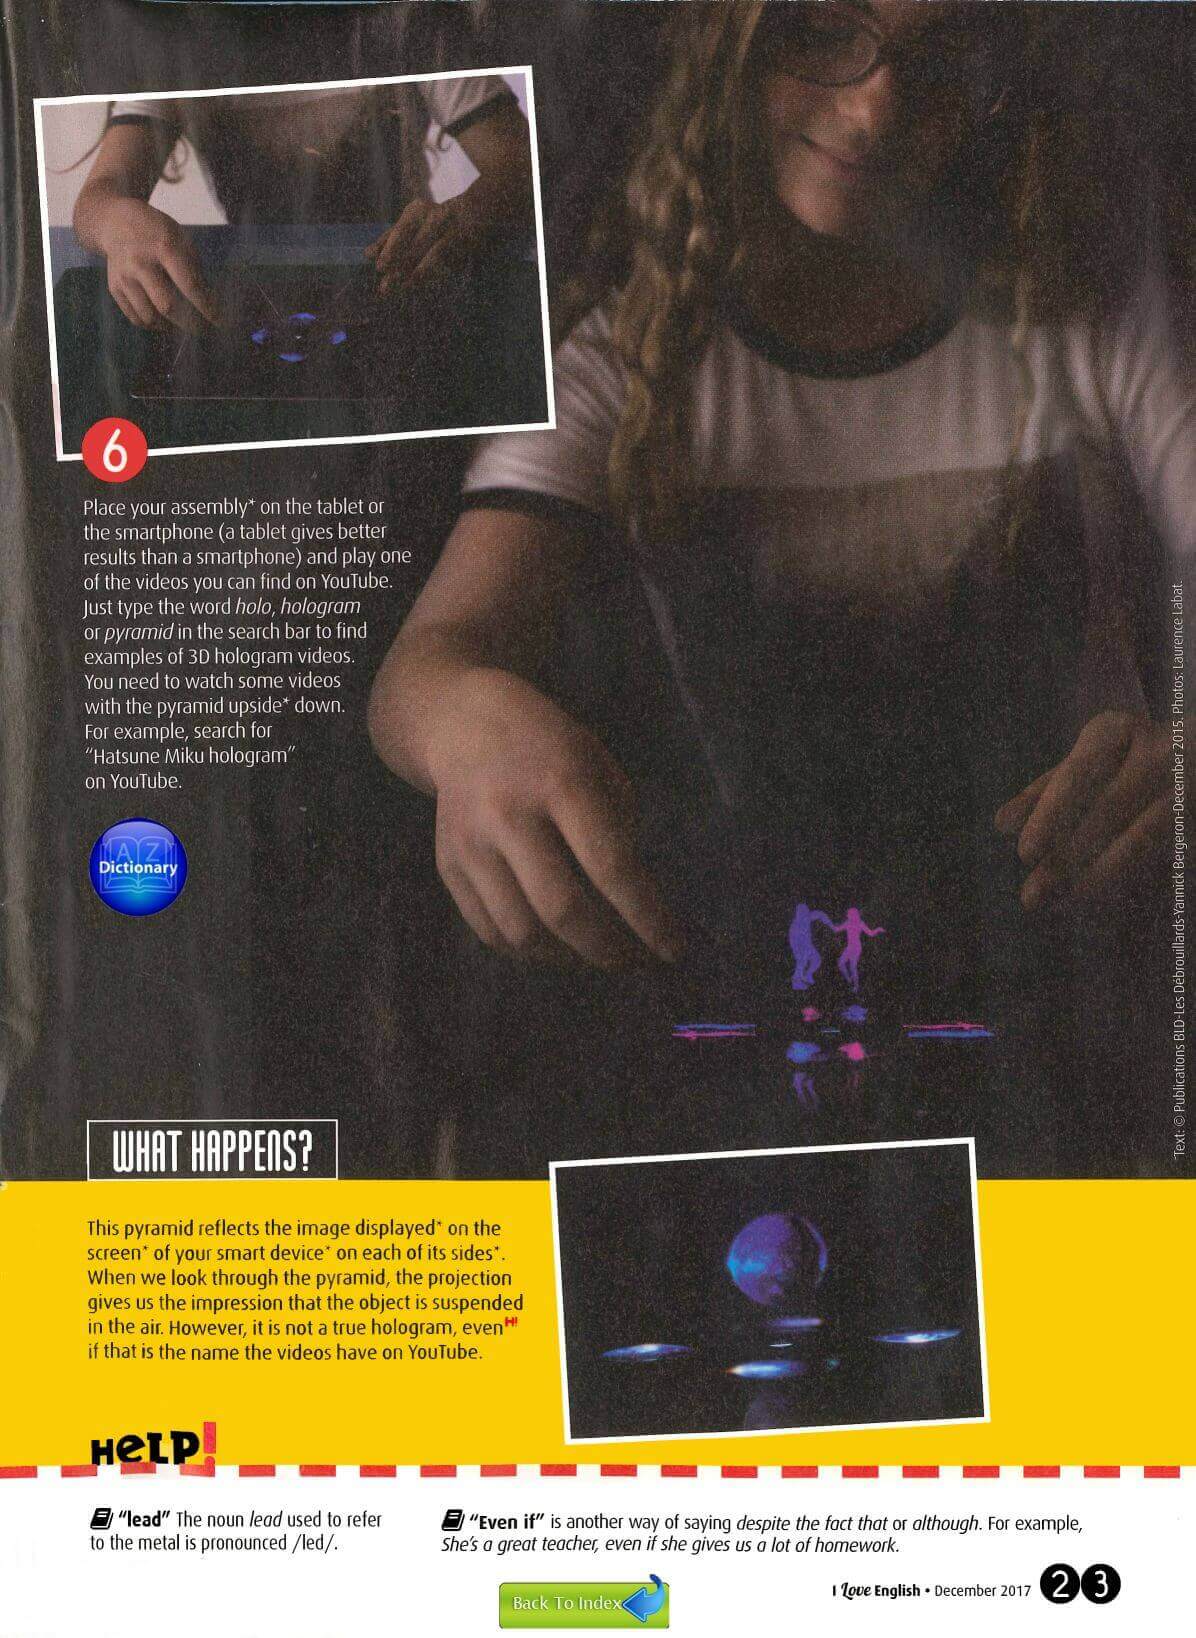 6
Place your assembly* on the tablet or
the smartphone (a tablet gives better
results than a smartphone) and play one
of the videos you can find on YouTube.
Just type the word holo, hologram
or pyramid in the search bar to find
examples of 3D hologram videos.
You need to watch some videos
with the pyramid upside* down.
For example, search for
“Hatsune Miku hologram”
on YouTube.
A Z
Dictionary
Text: © Publications BLD-Les Débrouillards-Yannick Bergeron-December 2015. Photos: Laurence Labat.
WHAT HAPPENS?
This pyramid reflects the image displayed* on the
screen* of your smart device* on each of its sides*.
When we look through the pyramid, the projection
gives us the impression that the object is suspended
in the air. However, it is not a true hologram, even H!
if that is the name the videos have on YouTube.
HELP!
“lead” The noun lead used to refer
to the metal is pronounced /led/.
“Even if” is another way of saying despite the fact that or although. For example,
She's a great teacher, even if she gives us a lot of homework.
I Love English • December 2017 23
Back To Index